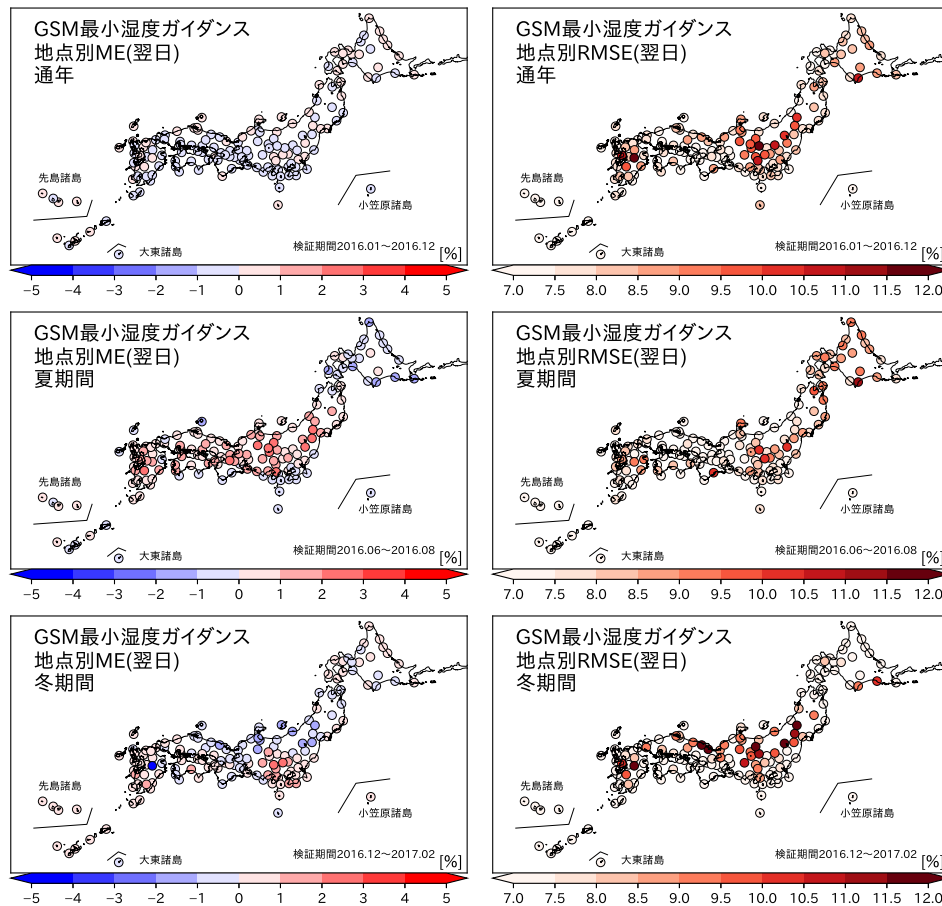 GSM最小湿度ガイダンス
地点別ME(翌日)
通年
先島諸島
小笠原諸島
大東諸島
検証期間2016.01～2016.12
[%]
−5 −4 −3 −2 −1 0 1 2 3 4 5
GSM最小湿度ガイダンス
地点別RMSE(翌日)
通年
先島諸島
小笠原諸島
大東諸島
検証期間2016.01～2016.12
[%]
7.0 7.5 8.0 8.5 9.0 9.5 10.0 10.5 11.0 11.5 12.0
GSM最小湿度ガイダンス
地点別ME(翌日)
夏期間
先島諸島
小笠原諸島
大東諸島
検証期間2016.06～2016.08
[%]
−5 −4 −3 −2 −1 0 1 2 3 4 5
GSM最小湿度ガイダンス
地点別RMSE(翌日)
夏期間
先島諸島
小笠原諸島
大東諸島
検証期間2016.06～2016.08
[%]
7.0 7.5 8.0 8.5 9.0 9.5 10.0 10.5 11.0 11.5 12.0
GSM最小湿度ガイダンス
地点別ME(翌日)
冬期間
先島諸島
小笠原諸島
大東諸島
検証期間2016.12～2017.02
[%]
−5 −4 −3 −2 −1 0 1 2 3 4 5
GSM最小湿度ガイダンス
地点別RMSE(翌日)
冬期間
先島諸島
小笠原諸島
大東諸島
検証期間2016.12～2017.02
[%]
7.0 7.5 8.0 8.5 9.0 9.5 10.0 10.5 11.0 11.5 12.0